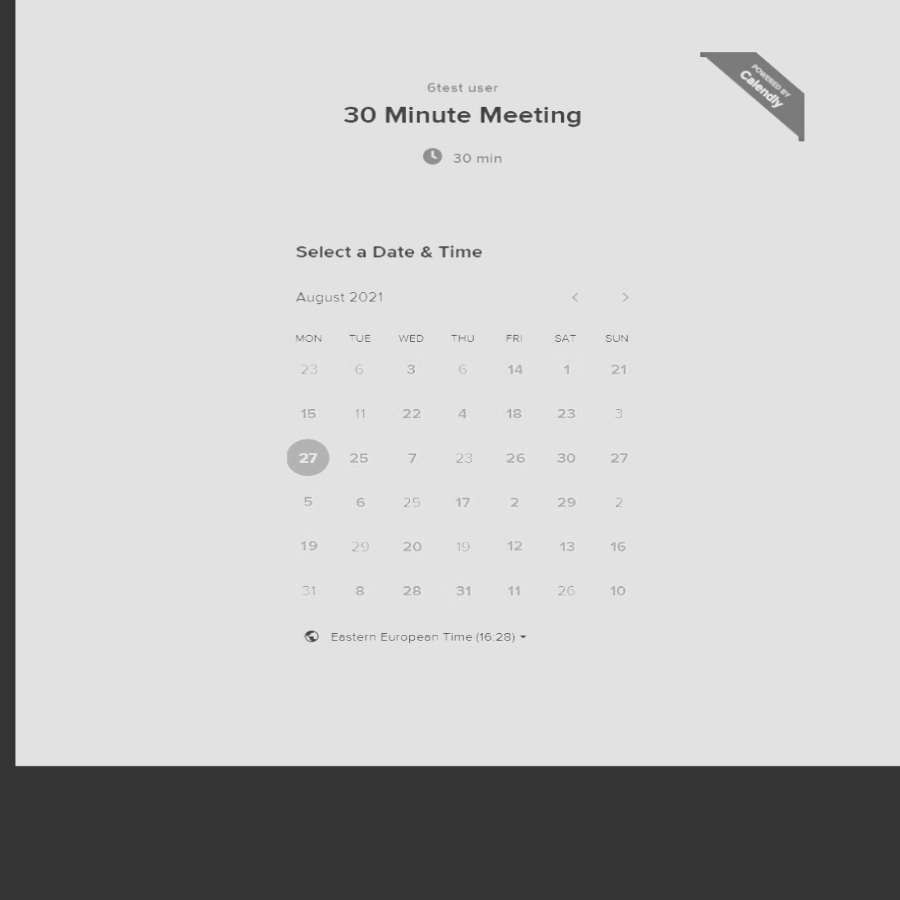 6test user
30 Minute Meeting
30 min
POWERED BY
Calendly
Select a Date & Time
August 2021
MON TUE WED THU FRI SAT SUN
23 6 3 6 14 1 21
15 11 22 4 18 23 3
27 25 7 23 26 30 27
5 6 25 17 2 29 2
19 29 20 19 12 13 16
31 8 28 31 11 26 10
Eastern European Time (16:28)